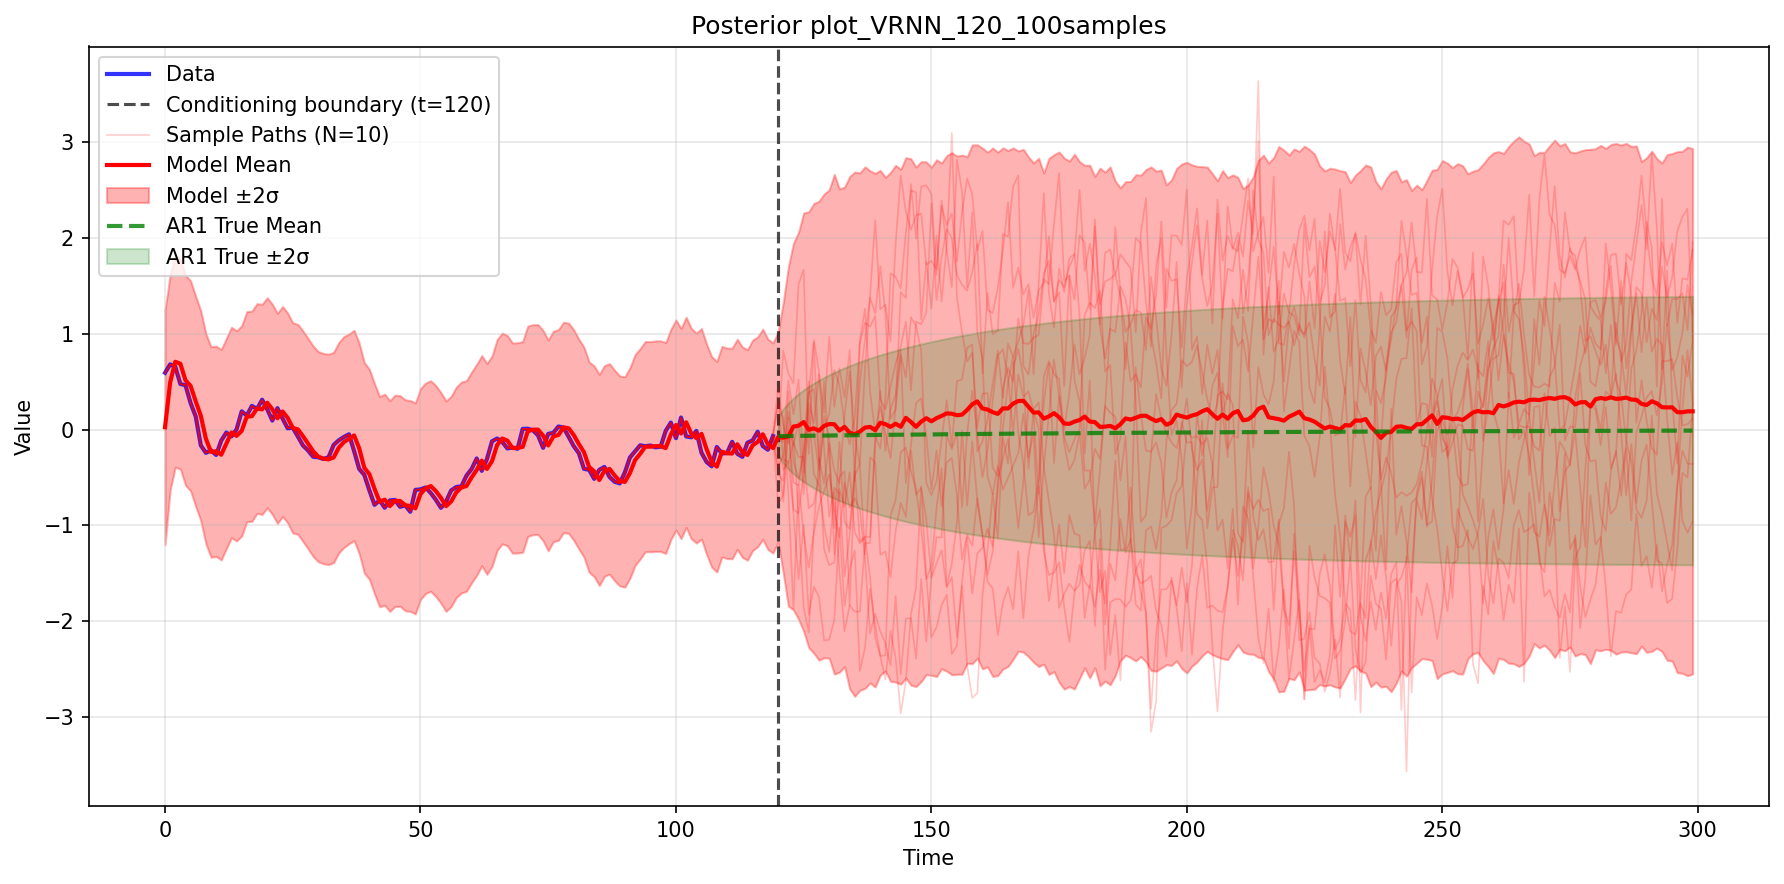 Posterior plot_VRNN_120_100samples
Data
Conditioning boundary (t=120)
Sample Paths (N=10)
Model Mean
Model ±2σ
AR1 True Mean
AR1 True ±2σ
Value
3
2
1
0
−1
−2
−3
0
50
100
150
200
250
300
Time